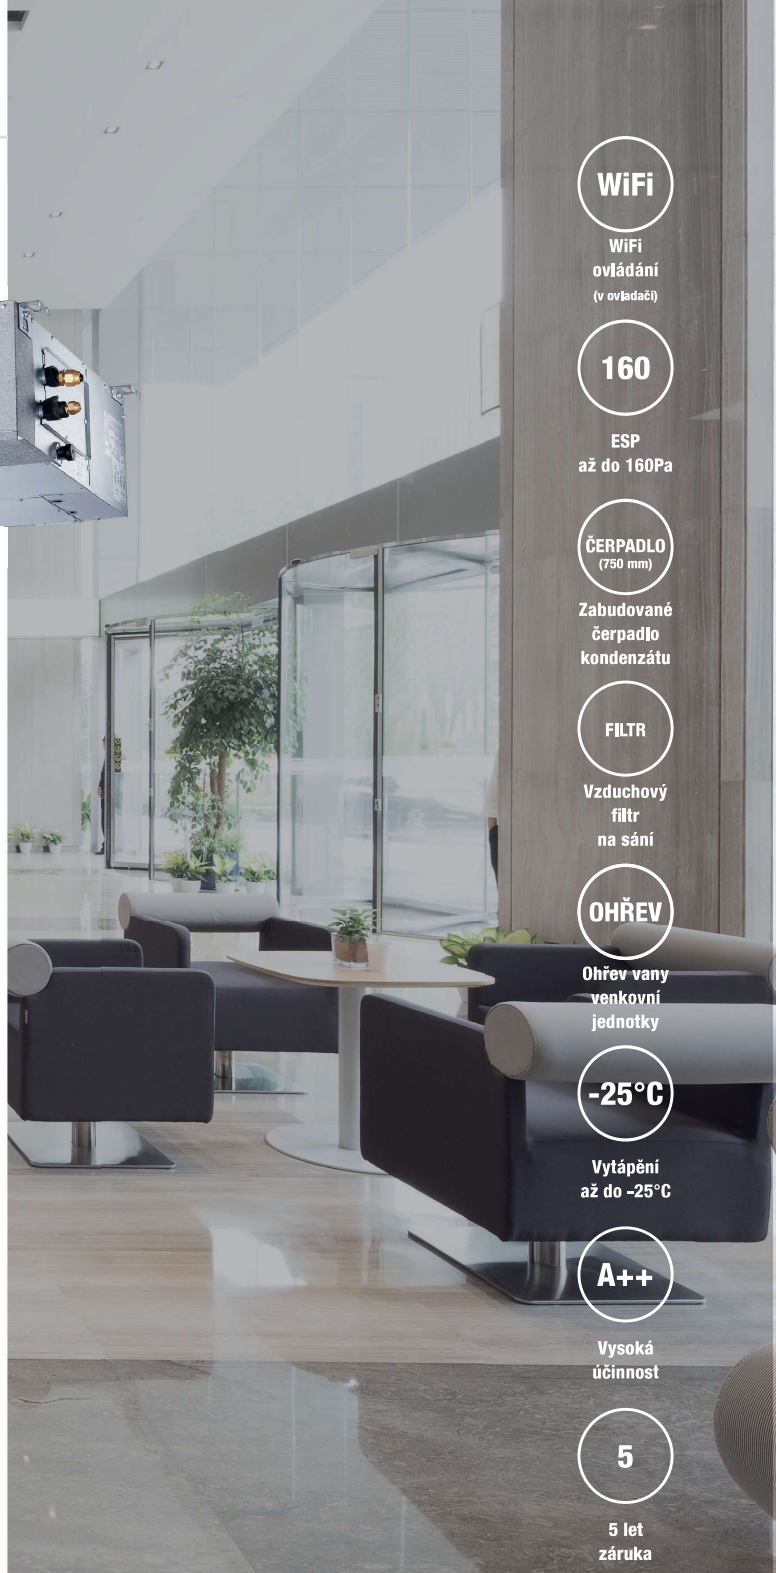 WiFi
WiFi
ovládání
(v ovladači)
160
ESP
až do 160Pa
ČERPADLO
(750 mm)
Zabudované
čerpadlo
kondenzátu
FILTR
Vzduchový
filtr
na sání
OHŘEV
Ohřev vany
venkovní
jednotky
-25°C
Vytápění
až do -25°C
A++
Vysoká
účinnost
5
5 let
záruka